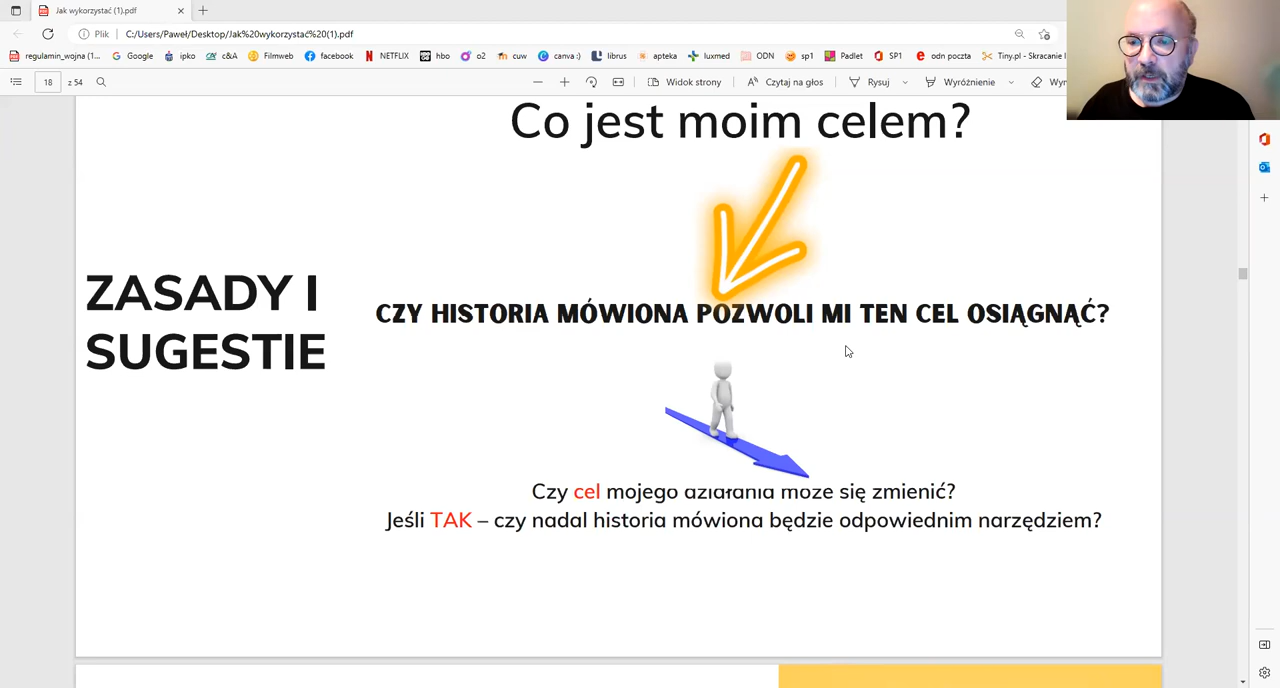 Jak wykorzystać (1).pdf
Plik
C:/Users/Paweł/Desktop/Jak%20wykorzystać%20(1).pdf
regulamin_wojna (1...
Google
ipko
c&A
Filmweb
facebook
NETFLIX
hbo
o2
cuw
canva :)
librus
apteka
luxmed
ODN
sp1
Padlet
SP1
odn poczta
Tiny.pl - Skracanie l
18 z 54
Widok strony
Czytaj na głos
Rysuj
Wyróżnienie
Wym
Co jest moim celem?
ZASADY I
SUGESTIE
CZY HISTORIA MÓWIONA POZWOLI MI TEN CEL OSIĄGNĄĆ?
Czy cel mojego działania może się zmienić?
Jeśli TAK – czy nadal historia mówiona będzie odpowiednim narzędziem?